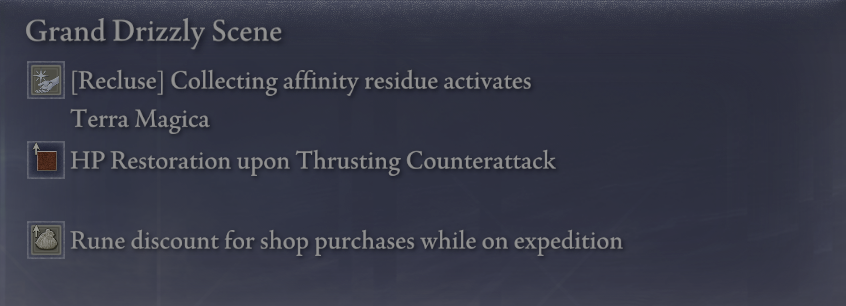 Grand Drizzly Scene
[Recluse] Collecting affinity residue activates
Terra Magica
HP Restoration upon Thrusting Counterattack
Rune discount for shop purchases while on expedition